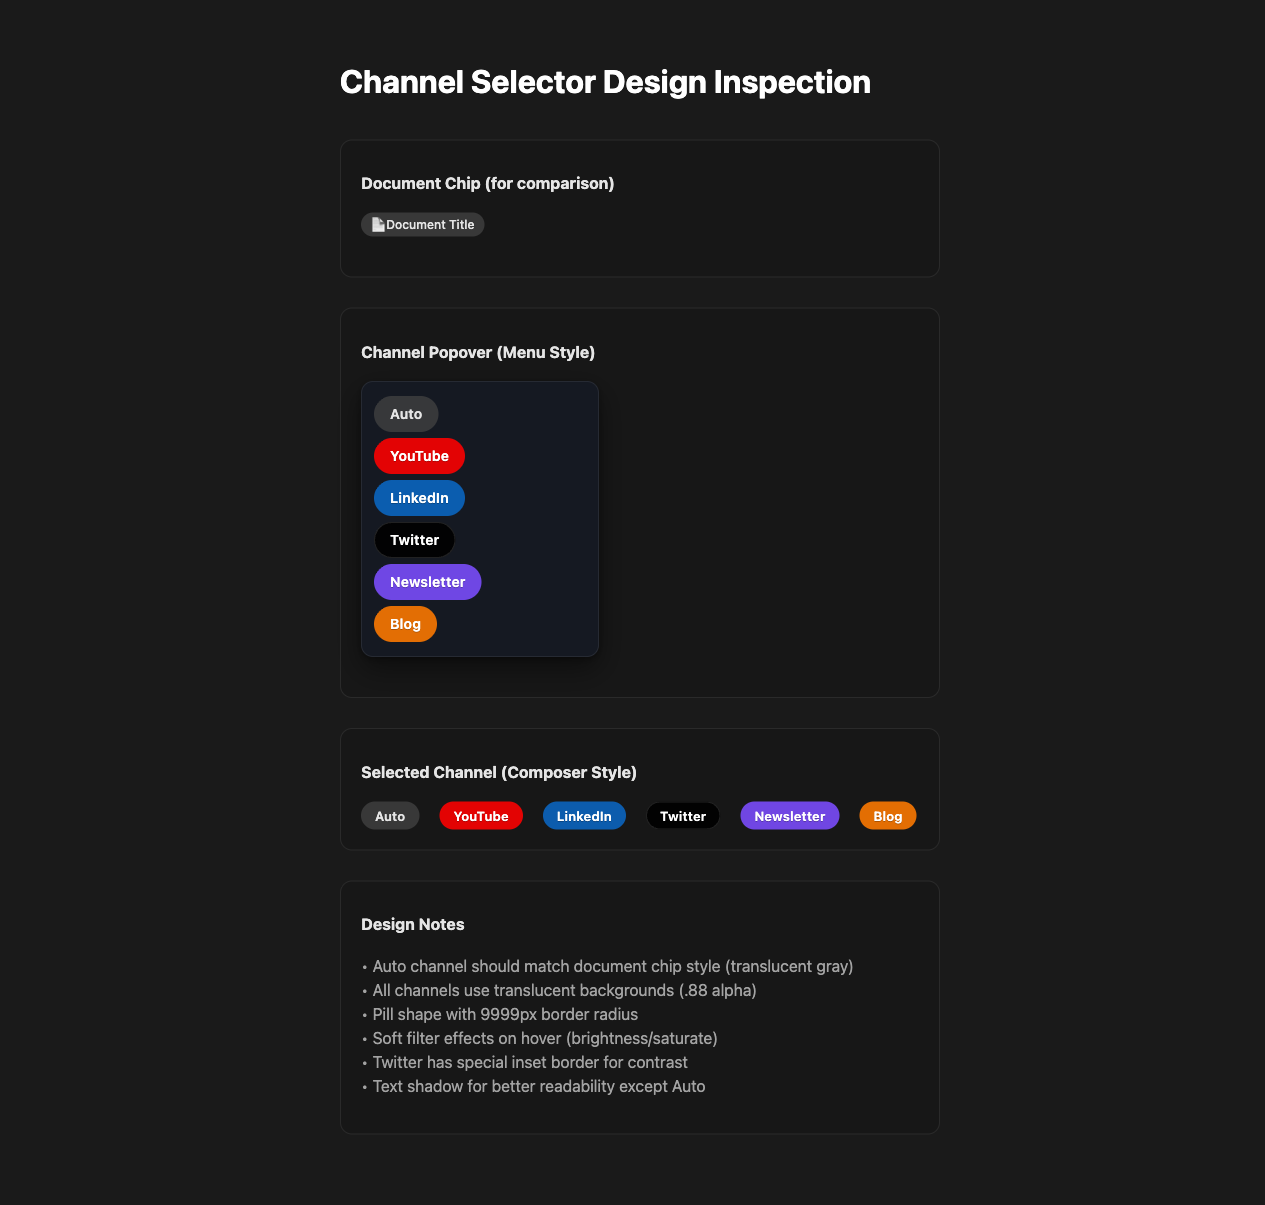 Channel Selector Design Inspection
Document Chip (for comparison)
Document Title
Channel Popover (Menu Style)
Auto
YouTube
LinkedIn
Twitter
Newsletter
Blog
Selected Channel (Composer Style)
Auto YouTube LinkedIn Twitter Newsletter Blog
Design Notes
• Auto channel should match document chip style (translucent gray)
• All channels use translucent backgrounds (.88 alpha)
• Pill shape with 9999px border radius
• Soft filter effects on hover (brightness/saturate)
• Twitter has special inset border for contrast
• Text shadow for better readability except Auto